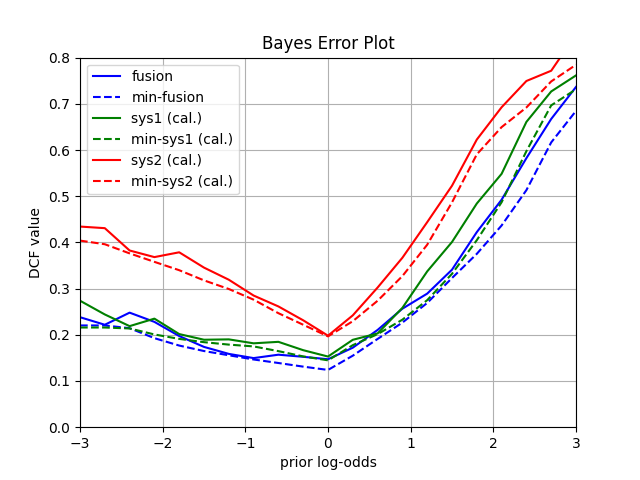 Bayes Error Plot
0.8
0.7
0.6
0.5
0.4
0.3
0.2
0.1
0.0
DCF value
fusion
min-fusion
sys1 (cal.)
min-sys1 (cal.)
sys2 (cal.)
min-sys2 (cal.)
−3 −2 −1 0 1 2 3
prior log-odds